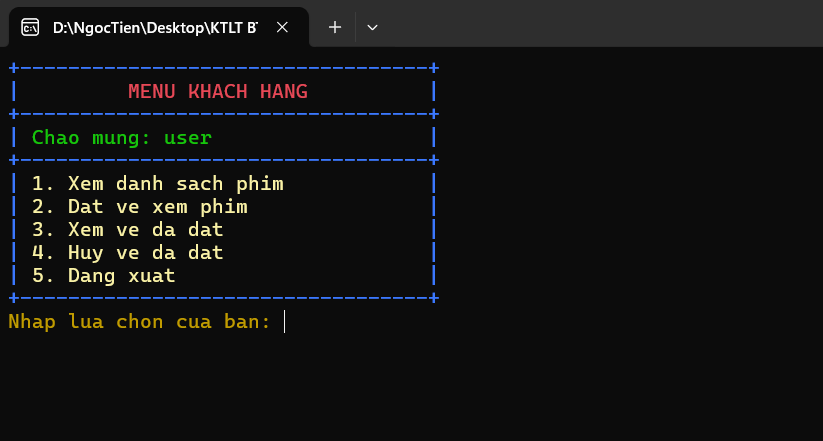 D:\NgocTien\Desktop\KTLT
MENU KHACH HANG
Chao mung: user
1. Xem danh sach phim
2. Dat ve xem phim
3. Xem ve da dat
4. Huy ve da dat
5. Dang xuat
Nhap lua chon cua ban: